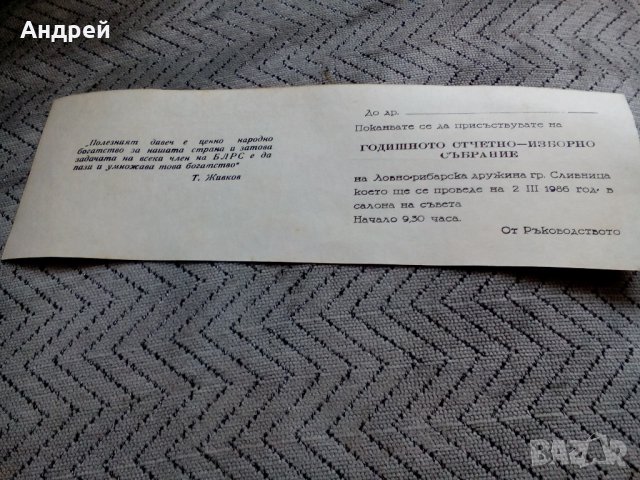 Андрей
„Полезният дивеч е ценно народно
богатство за нашата страна и затова
задачата на всеки член на БЛРС е да
пази и умножава това богатство“
Т. Живков
До др.
Поканвате се да присъствувате на
ГОДИШНОТО ОТЧЕТНО—ИЗБОРНО
СЪБРАНИЕ
на Ловно-рибарска дружина гр. Сливница
което ще се проведе на 2 III 1986 год. в
салона на съвета
Начало 9,30 часа.
От Ръководството
BAZAR